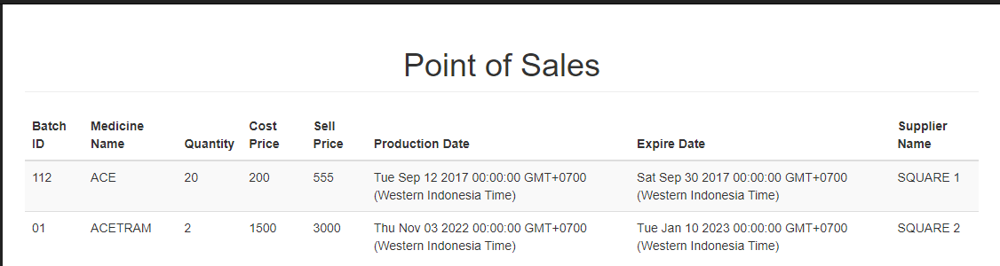 Point of Sales
Batch ID Medicine Name Quantity Cost Price Sell Price Production Date Expire Date Supplier Name
112 ACE 20 200 555 Tue Sep 12 2017 00:00:00 GMT+0700 (Western Indonesia Time) Sat Sep 30 2017 00:00:00 GMT+0700 (Western Indonesia Time) SQUARE 1
01 ACETRAM 2 1500 3000 Thu Nov 03 2022 00:00:00 GMT+0700 (Western Indonesia Time) Tue Jan 10 2023 00:00:00 GMT+0700 (Western Indonesia Time) SQUARE 2